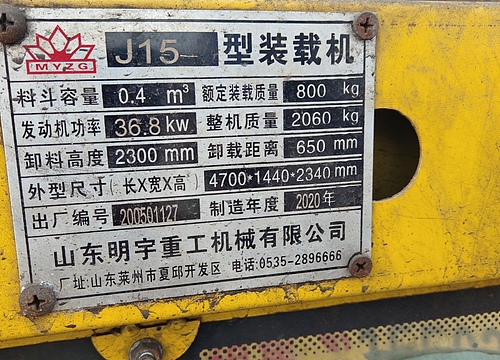 MYZG J15 型装载机
料斗容量 0.4 m³ 额定装载质量 800 kg
发动机功率 36.8 kw 整机质量 2060 kg
卸料高度 2300 mm 卸载距离 650 mm
外型尺寸(长X宽X高) 4700*1440*2340 mm
出厂编号 200501127 制造年度 2020年
山东明宇重工机械有限公司
厂址:山东莱州市夏邱开发区 电话:0535-2896666